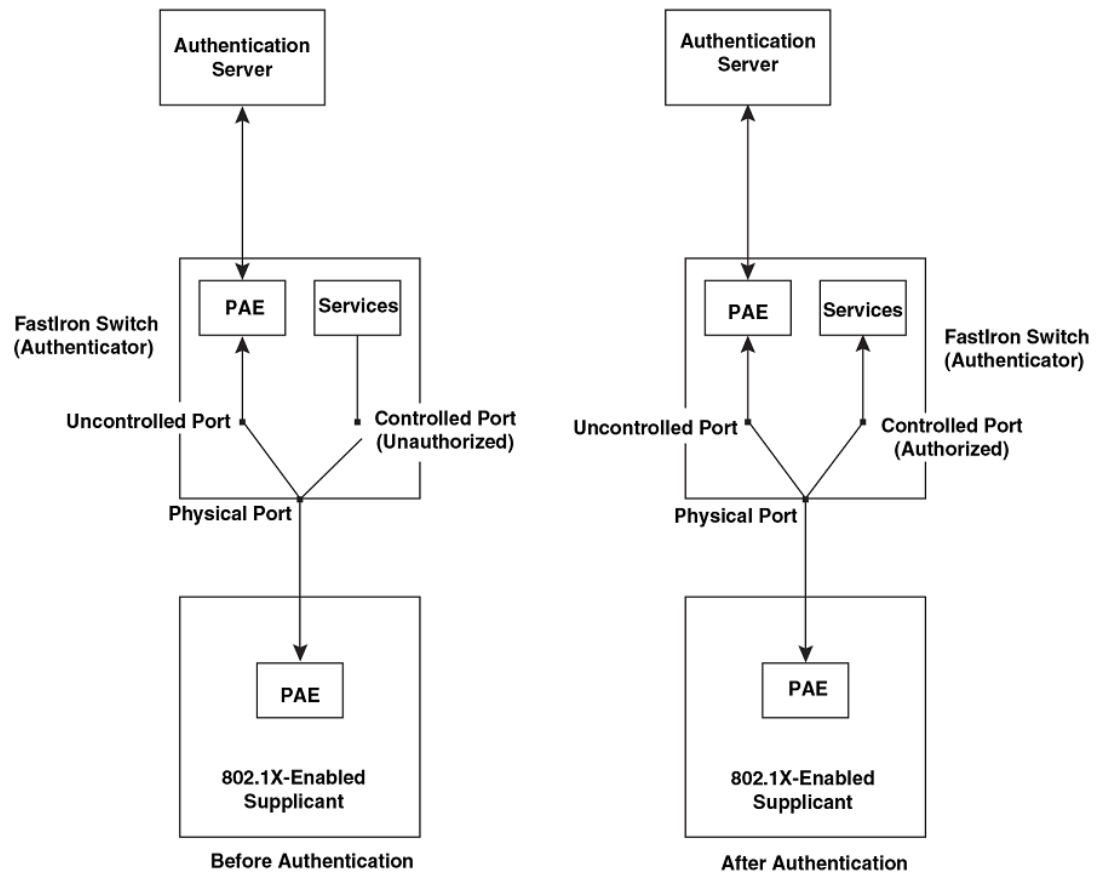 Authentication
Server
PAE
Services
FastIron Switch
(Authenticator)
Uncontrolled Port
Controlled Port
(Unauthorized)
Physical Port
PAE
802.1X-Enabled
Supplicant
Before Authentication
Authentication
Server
PAE
Services
FastIron Switch
(Authenticator)
Uncontrolled Port
Controlled Port
(Authorized)
Physical Port
PAE
802.1X-Enabled
Supplicant
After Authentication